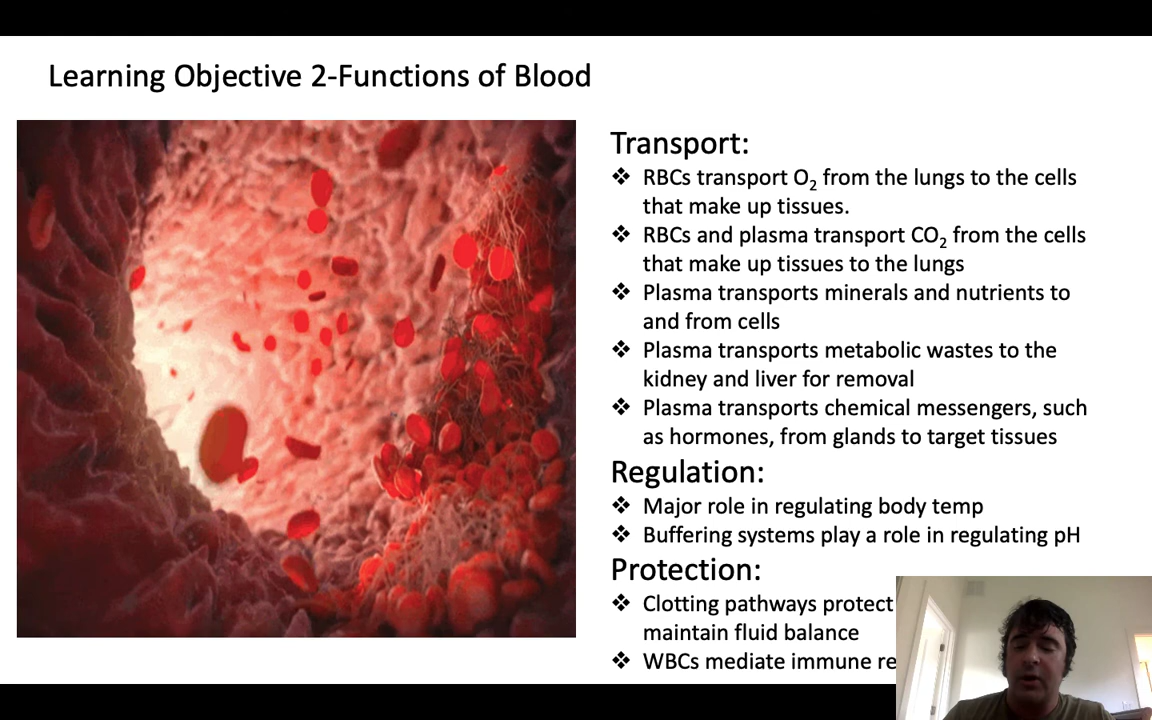 Learning Objective 2-Functions of Blood
Transport:
❖ RBCs transport O₂ from the lungs to the cells
that make up tissues.
❖ RBCs and plasma transport CO₂ from the cells
that make up tissues to the lungs
❖ Plasma transports minerals and nutrients to
and from cells
❖ Plasma transports metabolic wastes to the
kidney and liver for removal
❖ Plasma transports chemical messengers, such
as hormones, from glands to target tissues
Regulation:
❖ Major role in regulating body temp
❖ Buffering systems play a role in regulating pH
Protection:
❖ Clotting pathways protect
maintain fluid balance
❖ WBCs mediate immune